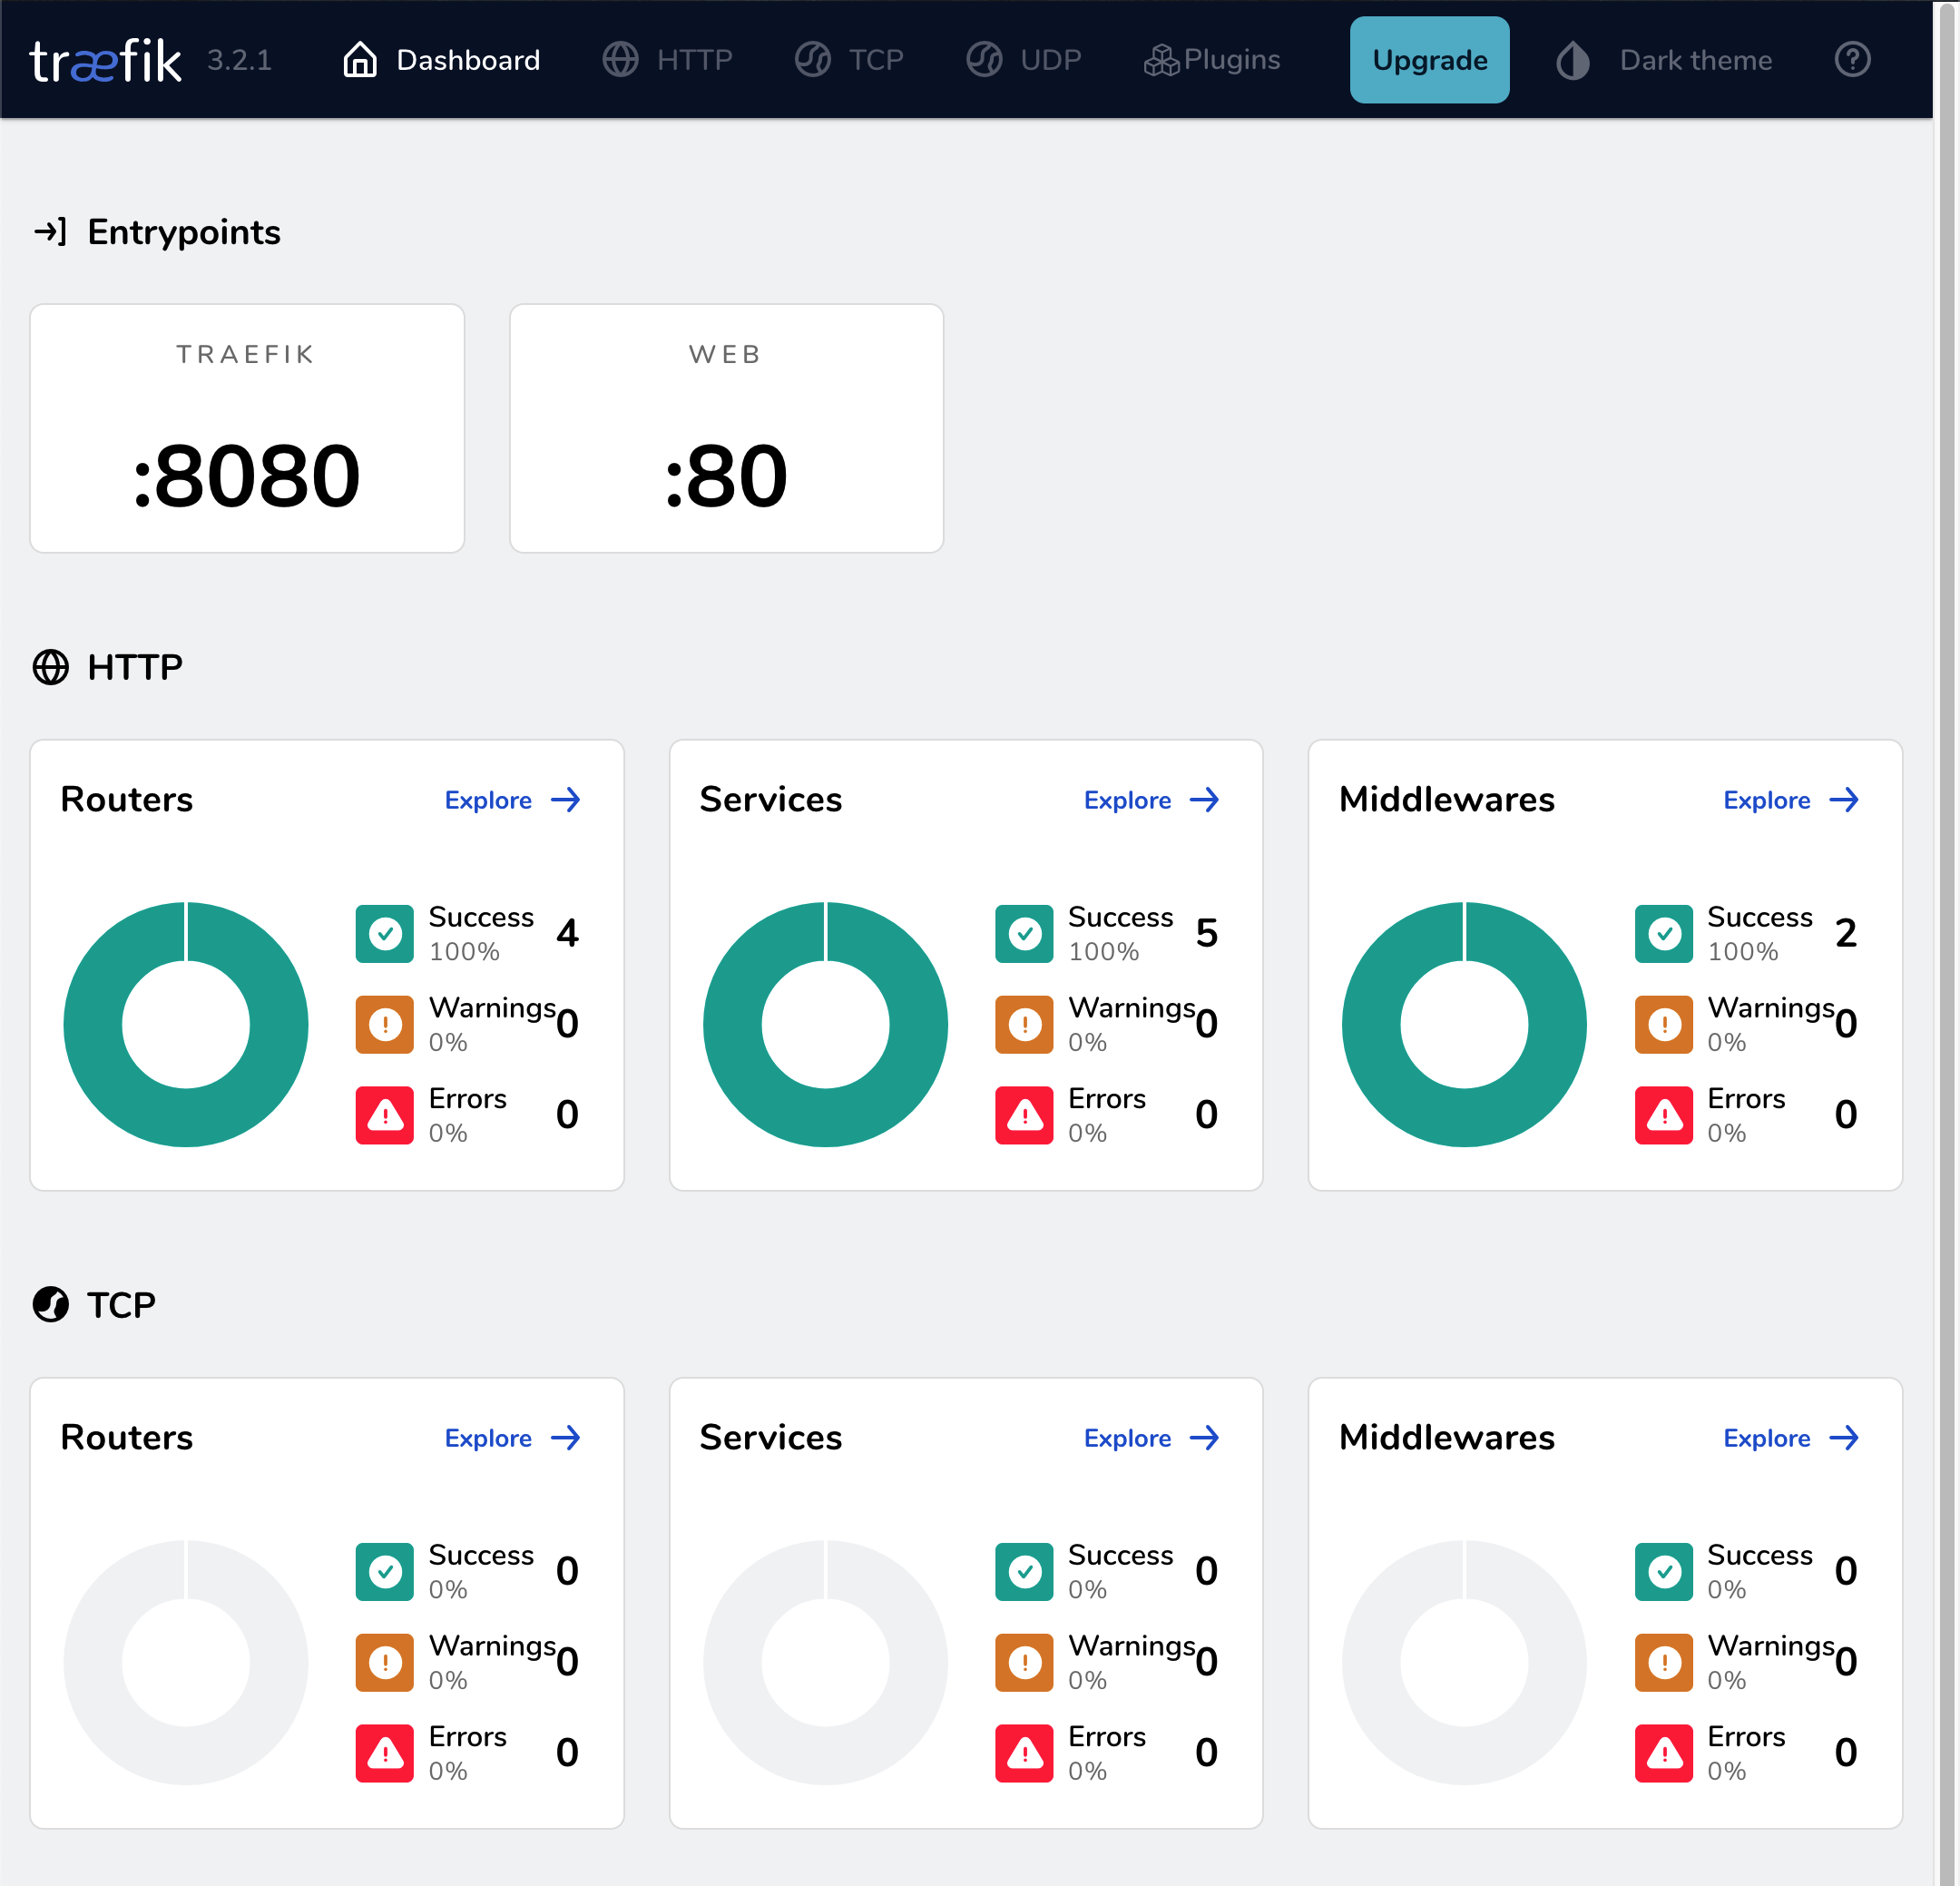 træfik 3.2.1 Dashboard HTTP TCP UDP Plugins Upgrade Dark theme
Entrypoints
TRAEFIK
:8080
WEB
:80
HTTP
Routers Explore
Success 4
100%
Warnings 0
0%
Errors 0
0%
Services Explore
Success 5
100%
Warnings 0
0%
Errors 0
0%
Middlewares Explore
Success 2
100%
Warnings 0
0%
Errors 0
0%
TCP
Routers Explore
Success 0
0%
Warnings 0
0%
Errors 0
0%
Services Explore
Success 0
0%
Warnings 0
0%
Errors 0
0%
Middlewares Explore
Success 0
0%
Warnings 0
0%
Errors 0
0%